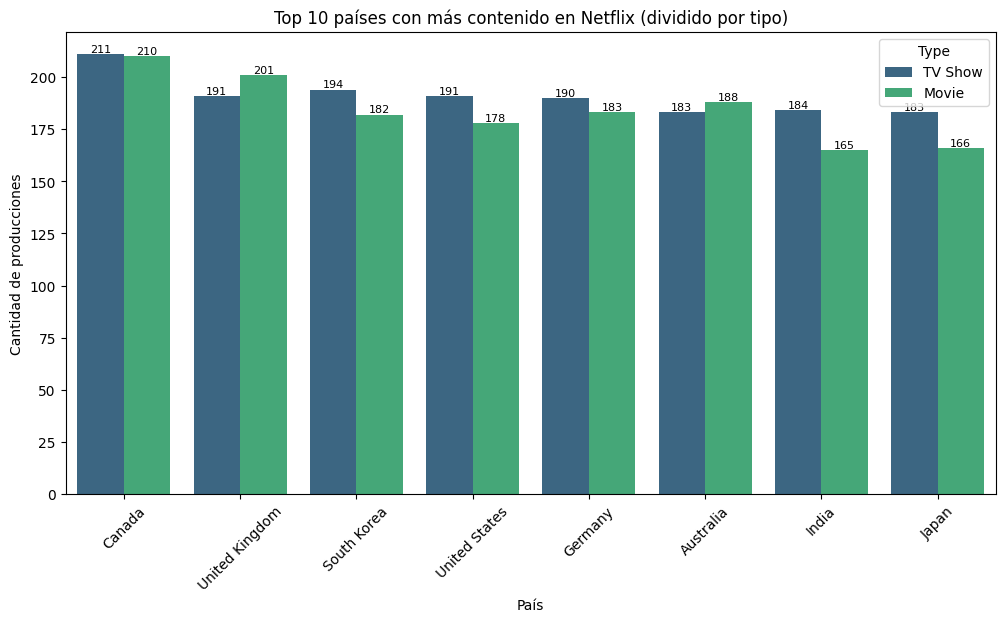 Top 10 países con más contenido en Netflix (dividido por tipo)
Type
TV Show
Movie
Cantidad de producciones
200
175
150
125
100
75
50
25
0
211 210
191 201
194 182
191 178
190 183
183 188
184 165
183 166
Canada
United Kingdom
South Korea
United States
Germany
Australia
India
Japan
País